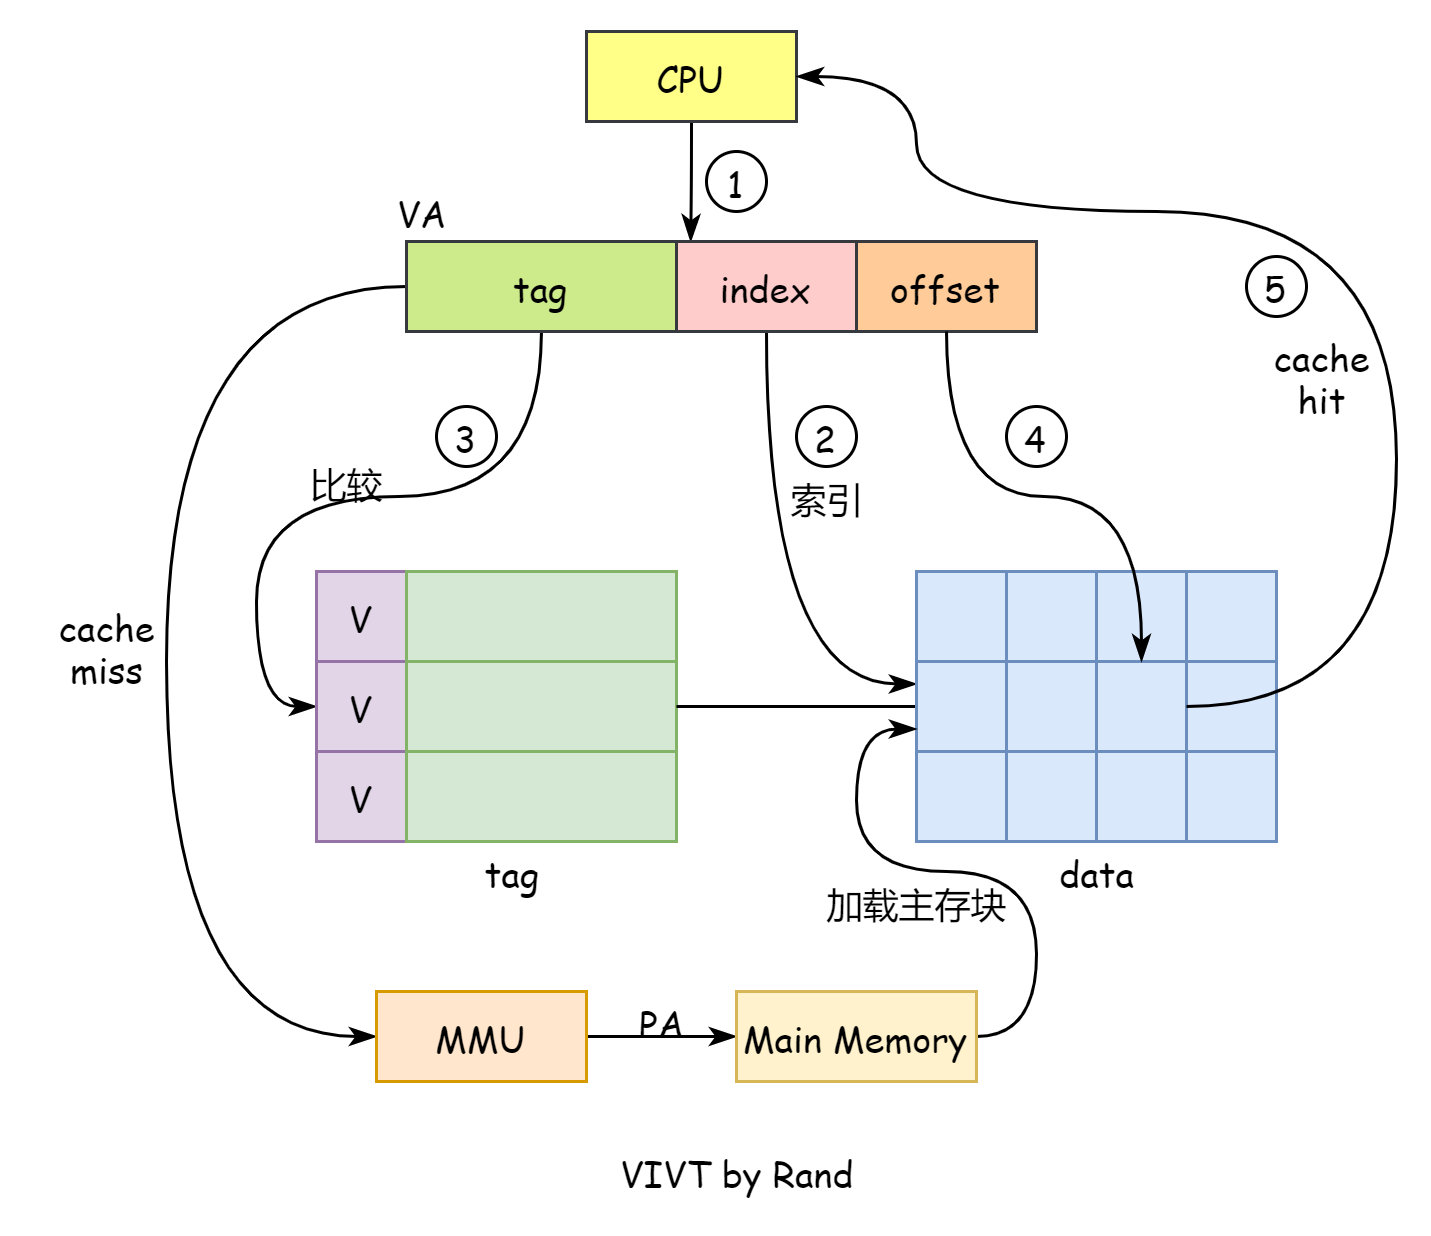 CPU
1
VA
tag
index
offset
5
cache
hit
3
2
4
比较
索引
cache
miss
V
V
V
tag
data
加载主存块
MMU
PA
Main Memory
VIVT by Rand